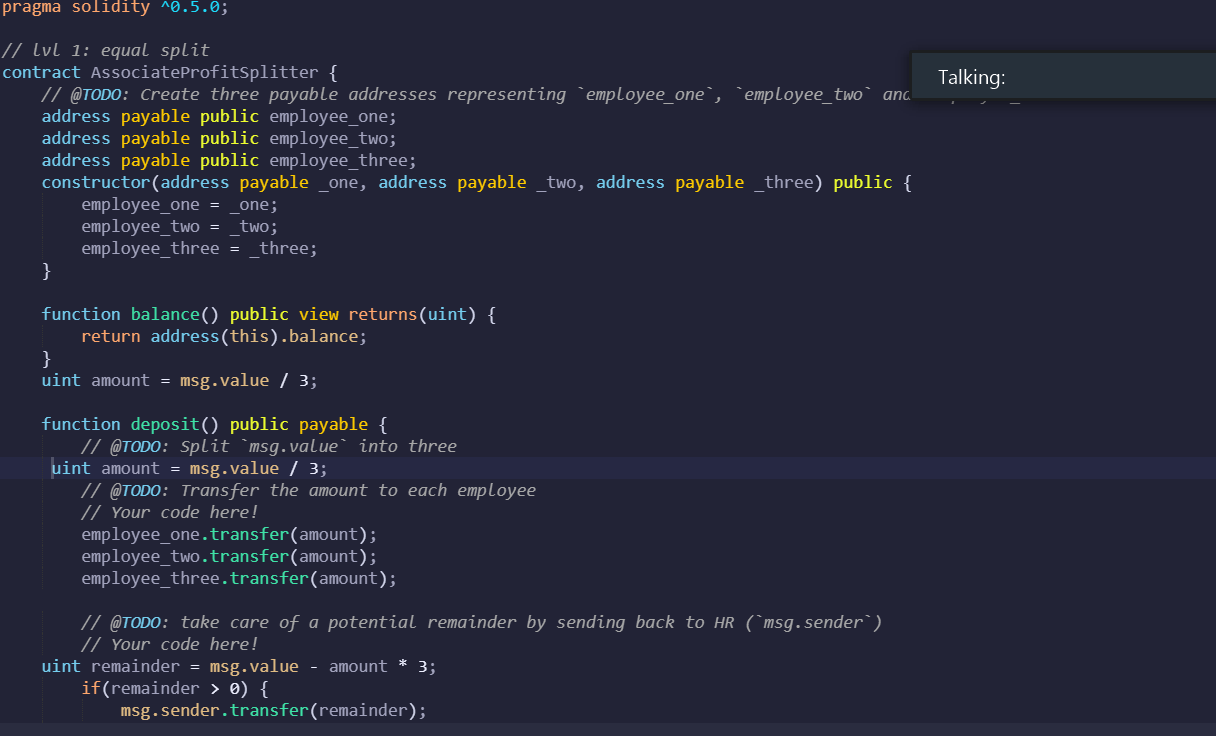 pragma solidity ^0.5.0;
// lvl 1: equal split
contract AssociateProfitSplitter {
Talking:
// @TODO: Create three payable addresses representing `employee_one`, `employee_two` and
address payable public employee_one;
address payable public employee_two;
address payable public employee_three;
constructor(address payable _one, address payable _two, address payable _three) public {
employee_one = _one;
employee_two = _two;
employee_three = _three;
}
function balance() public view returns(uint) {
return address(this).balance;
}
uint amount = msg.value / 3;
function deposit() public payable {
// @TODO: Split `msg.value` into three
uint amount = msg.value / 3;
// @TODO: Transfer the amount to each employee
// Your code here!
employee_one.transfer(amount);
employee_two.transfer(amount);
employee_three.transfer(amount);
// @TODO: take care of a potential remainder by sending back to HR (`msg.sender`)
// Your code here!
uint remainder = msg.value - amount * 3;
if(remainder > 0) {
msg.sender.transfer(remainder);